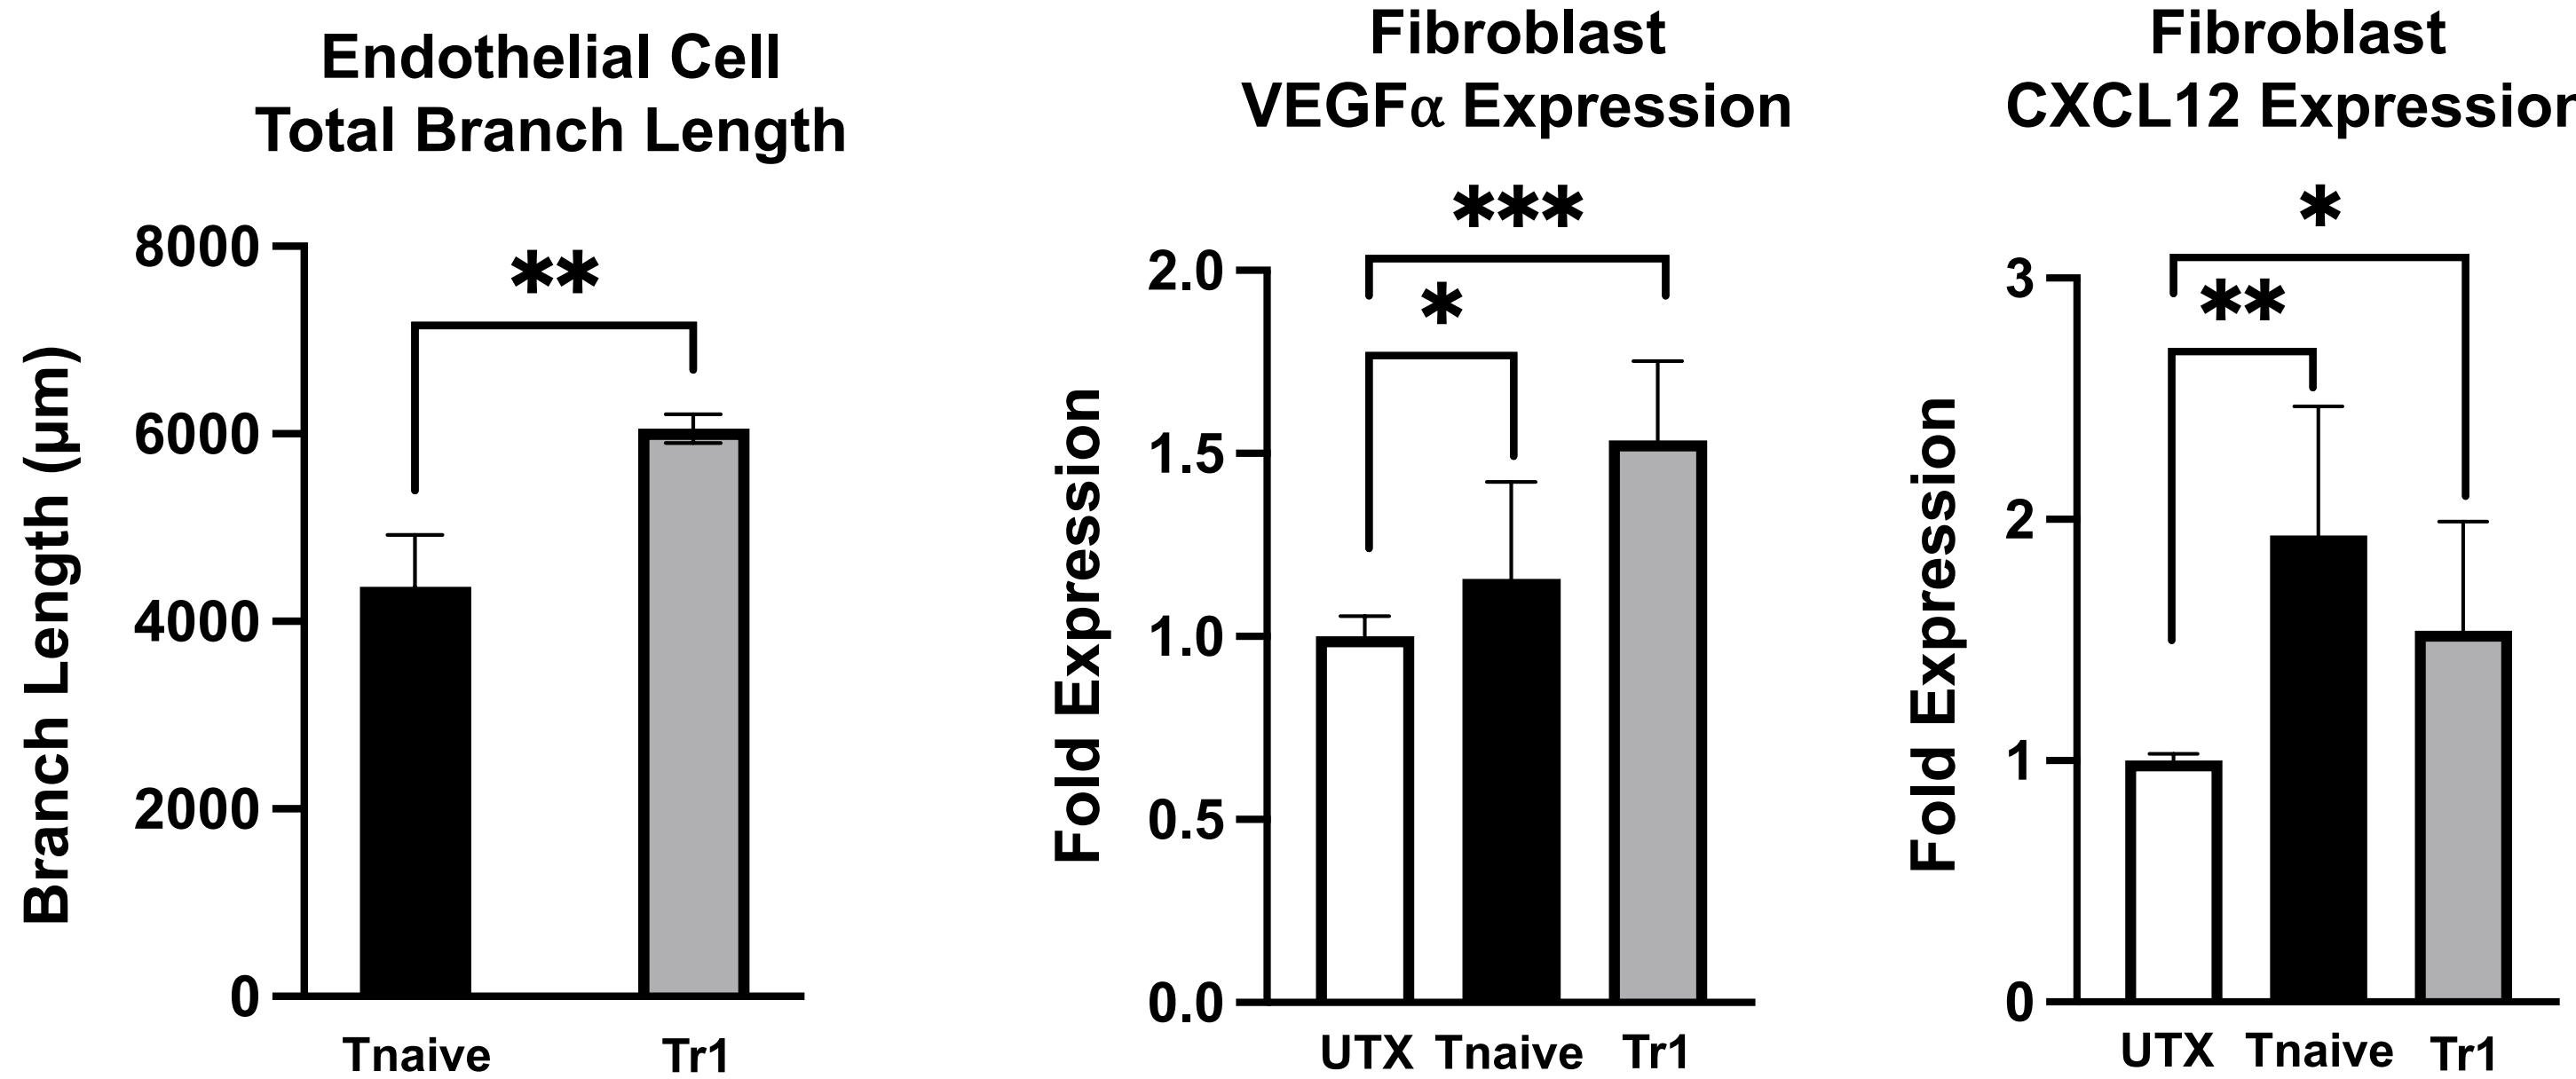 Endothelial Cell
Total Branch Length
Branch Length (µm)
8000
6000
4000
2000
0
**
Tnaive
Tr1
Fibroblast
VEGFα Expression
Fold Expression
2.0
1.5
1.0
0.5
0.0
***
*
UTX
Tnaive
Tr1
Fibroblast
CXCL12 Expression
Fold Expression
3
2
1
0
*
**
UTX
Tnaive
Tr1